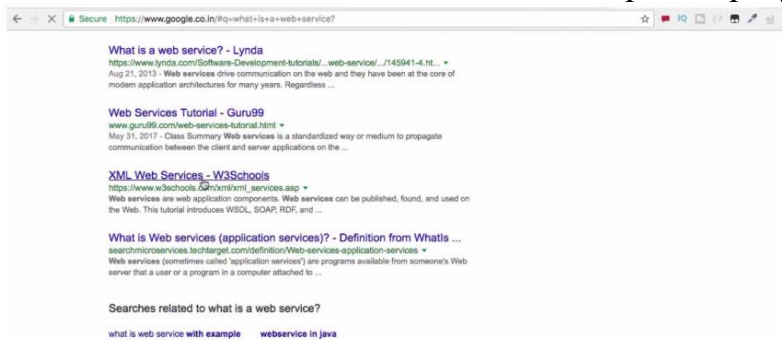 Secure https://www.google.co.in/#q=what+is+a+web+service?
IQ
What is a web service? - Lynda
https://www.lynda.com/Software-Development-tutorials/...web-service/.../145941-4.ht...
Aug 21, 2013 - Web services drive communication on the web and they have been at the core of
modern application architectures for many years. Regardless ...
Web Services Tutorial - Guru99
www.guru99.com/web-services-tutorial.html
May 31, 2017 - Class Summary Web services is a standardized way or medium to propagate
communication between the client and server applications on the ...
XML Web Services - W3Schools
https://www.w3schools.com/xml/xml_services.asp
Web services are web application components. Web services can be published, found, and used on
the Web. This tutorial introduces WSDL, SOAP, RDF, and ...
What is Web services (application services)? - Definition from WhatIs ...
searchmicroservices.techtarget.com/definition/Web-services-application-services
Web services (sometimes called 'application services') are programs available from someone's Web
server that a user or a program in a computer attached to ...
Searches related to what is a web service?
what is web service with example webservice in java